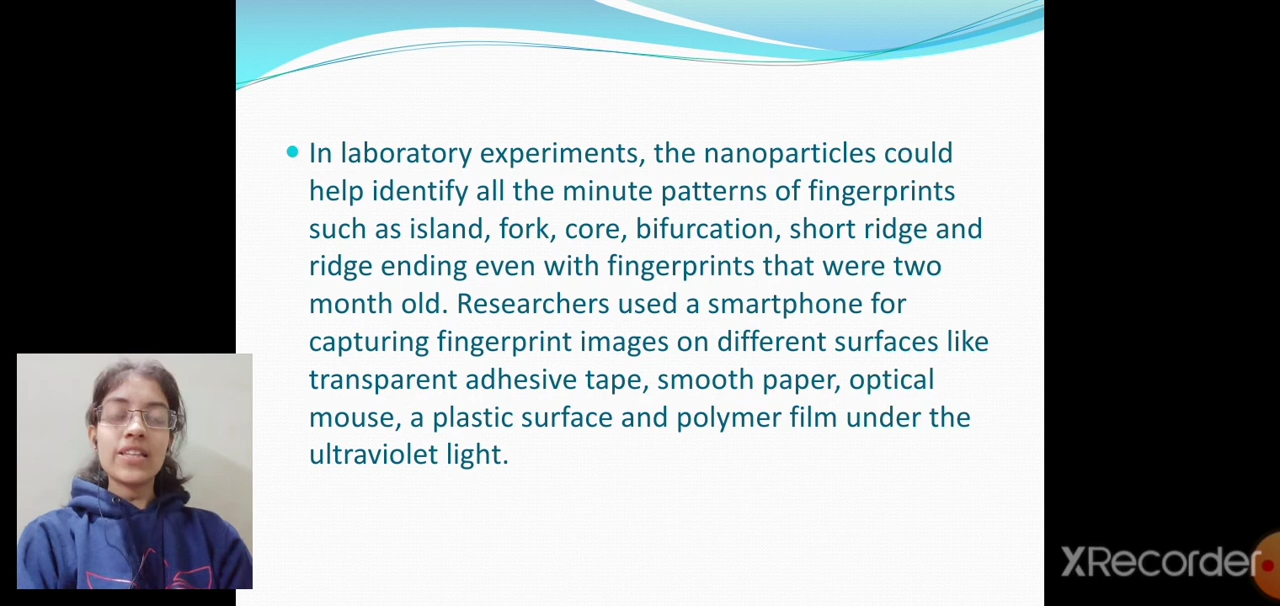 In laboratory experiments, the nanoparticles could
help identify all the minute patterns of fingerprints
such as island, fork, core, bifurcation, short ridge and
ridge ending even with fingerprints that were two
month old. Researchers used a smartphone for
capturing fingerprint images on different surfaces like
transparent adhesive tape, smooth paper, optical
mouse, a plastic surface and polymer film under the
ultraviolet light.
XRecorder